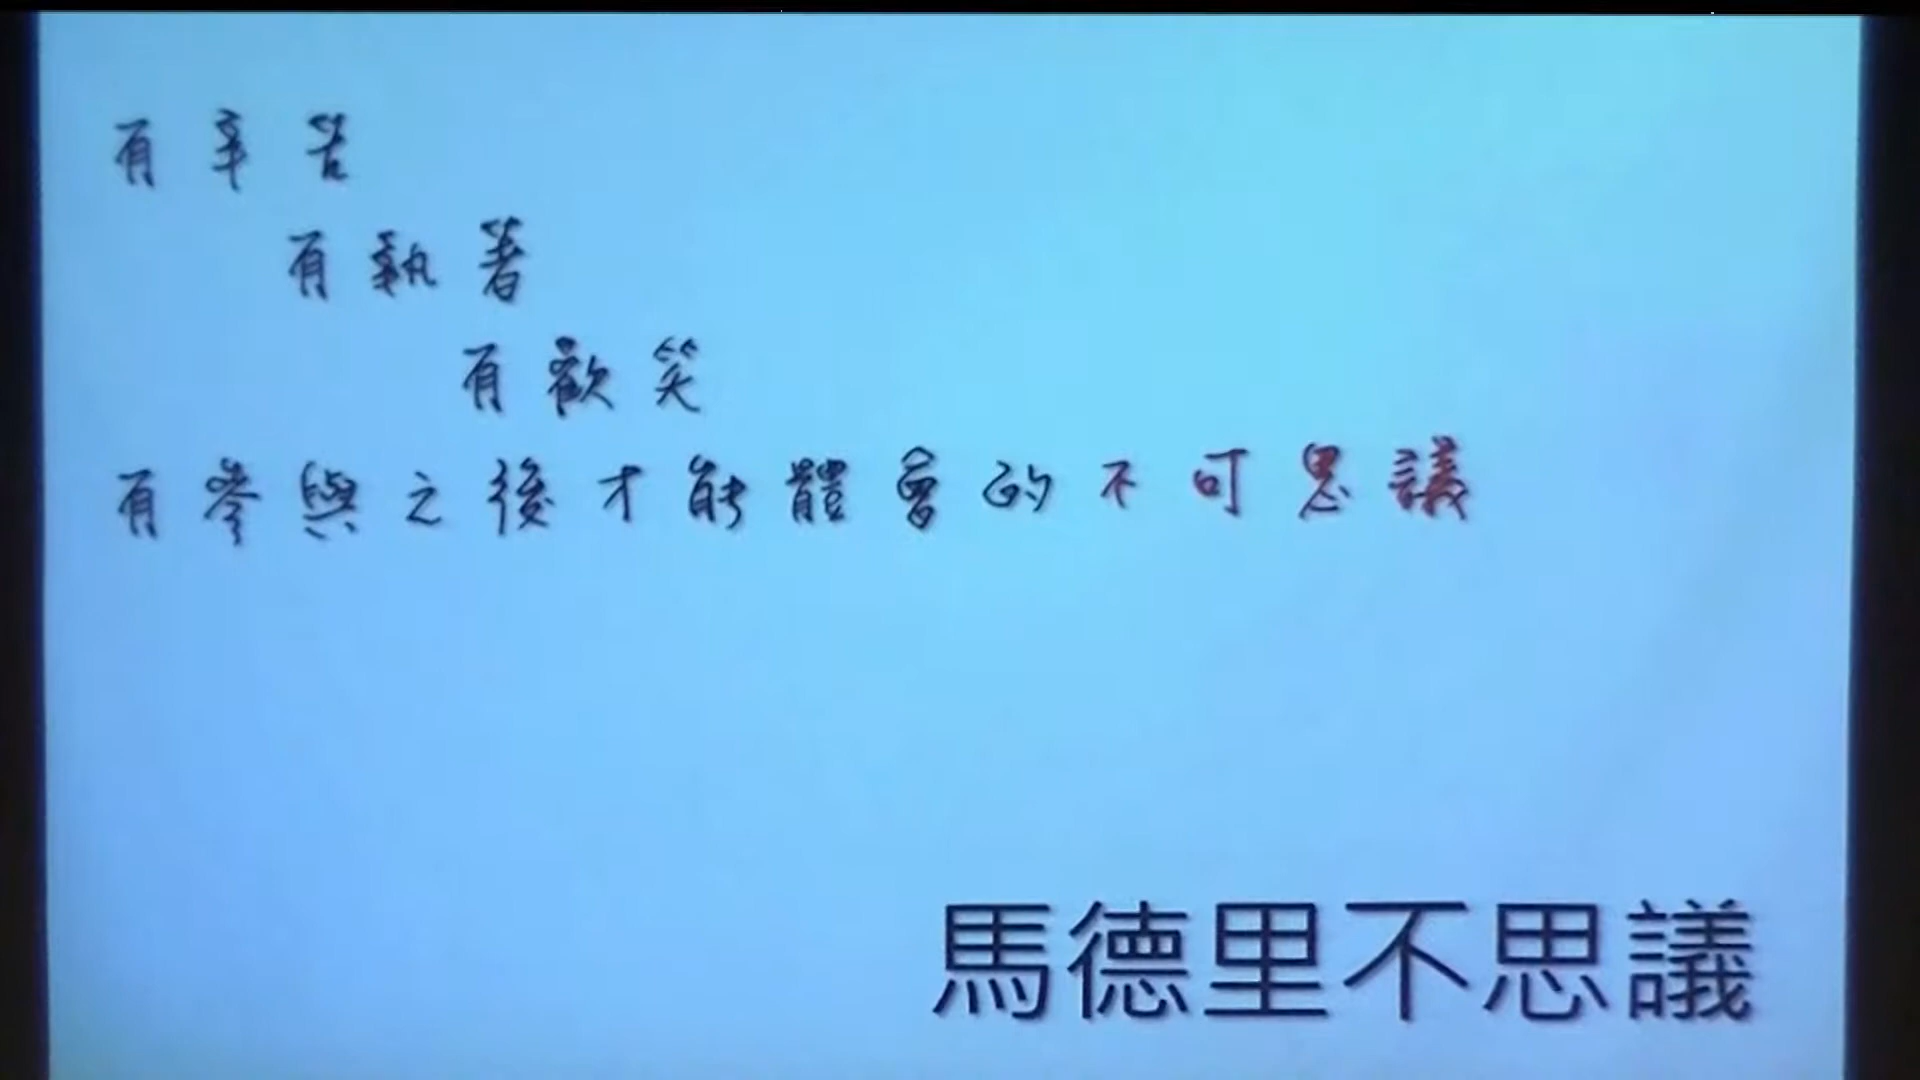 有辛苦
有執著
有歡笑
有參與之後才能體會的不可思議
馬德里不思議